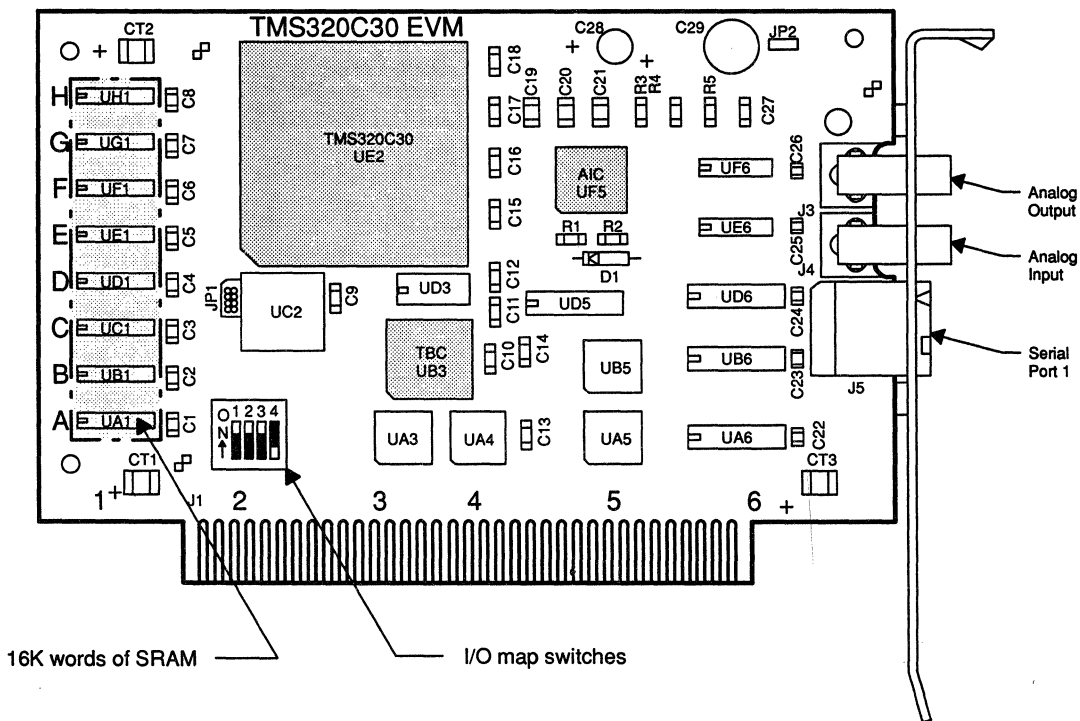 TMS320C30 EVM
CT2
+
C28
+
+
C29
JP2
H
UH1
C8
G
UG1
C7
F
UF1
C6
E
UE1
C5
D
UD1
C4
C
UC1
C3
B
UB1
C2
A
UA1
C1
TMS320C30
UE2
C18
C17
C19
C20
C21
R3
R4
R5
C27
C16
C15
AIC
UF5
R1
R2
D1
UF6
C26
UE6
C25
J3
J4
Analog
Output
Analog
Input
JP1
UC2
C9
UD3
C12
C11
UD5
UD6
C24
TBC
UB3
C10
C14
UB5
UB6
C23
J5
Serial
Port 1
O
N
1 2 3 4
UA3
UA4
C13
UA5
UA6
C22
CT1
+
CT3
+
1
J1
2
3
4
5
6
16K words of SRAM
I/O map switches